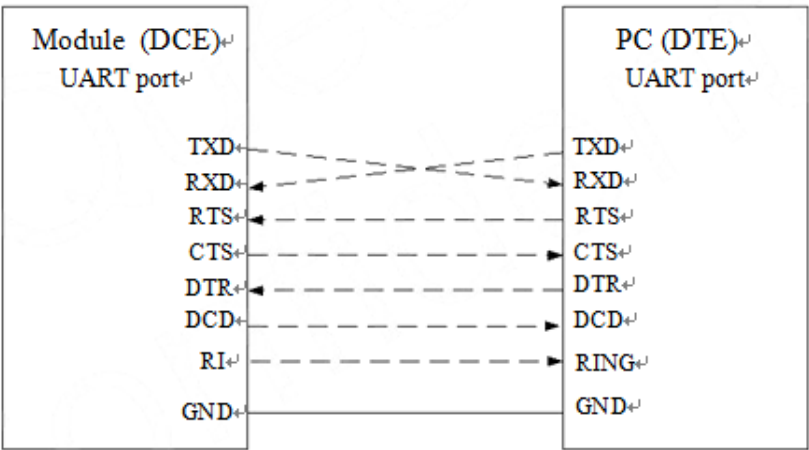 Module (DCE)↵
UART port↵
TXD↵
RXD↵
RTS↵
CTS↵
DTR↵
DCD↵
RI↵
GND↵
PC (DTE)↵
UART port↵
TXD↵
RXD↵
RTS↵
CTS↵
DTR↵
DCD↵
RING↵
GND↵